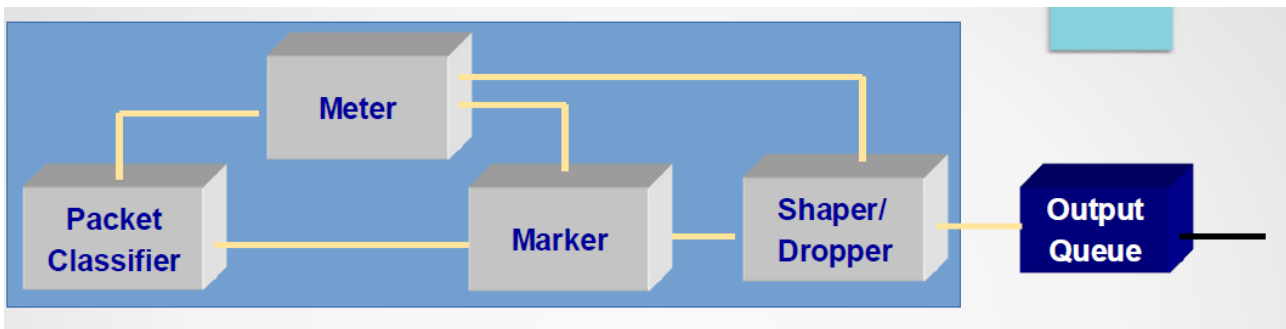 Meter
Packet
Classifier
Marker
Shaper/
Dropper
Output
Queue